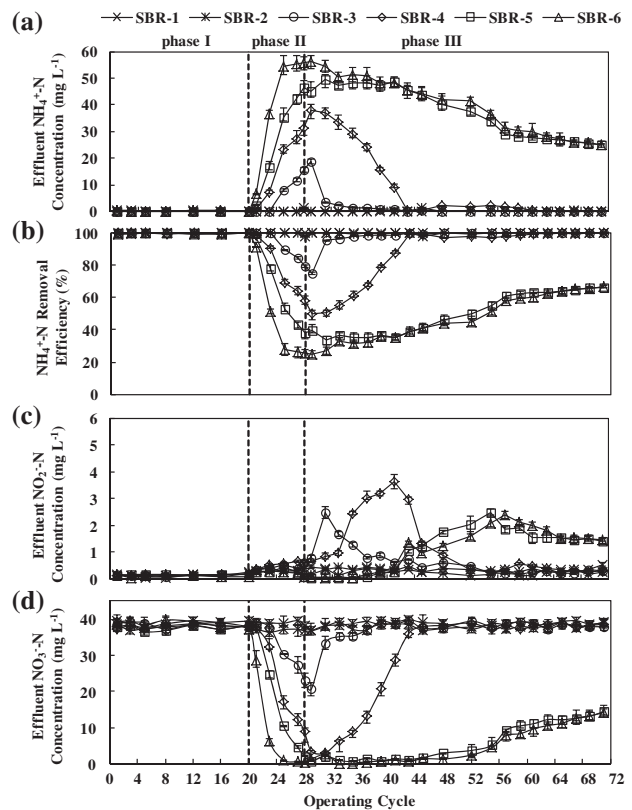 SBR-1 SBR-2 SBR-3 SBR-4 SBR-5 SBR-6
(a)
phase I phase II phase III
Effluent NH₄⁺-N
Concentration (mg L⁻¹)
60
50
40
30
20
10
0
(b)
NH₄⁺-N Removal
Efficiency (%)
100
80
60
40
20
0
(c)
Effluent NO₂⁻-N
Concentration (mg L⁻¹)
6
5
4
3
2
1
0
(d)
Effluent NO₃⁻-N
Concentration (mg L⁻¹)
40
30
20
10
0
0 4 8 12 16 20 24 28 32 36 40 44 48 52 56 60 64 68 72
Operating Cycle